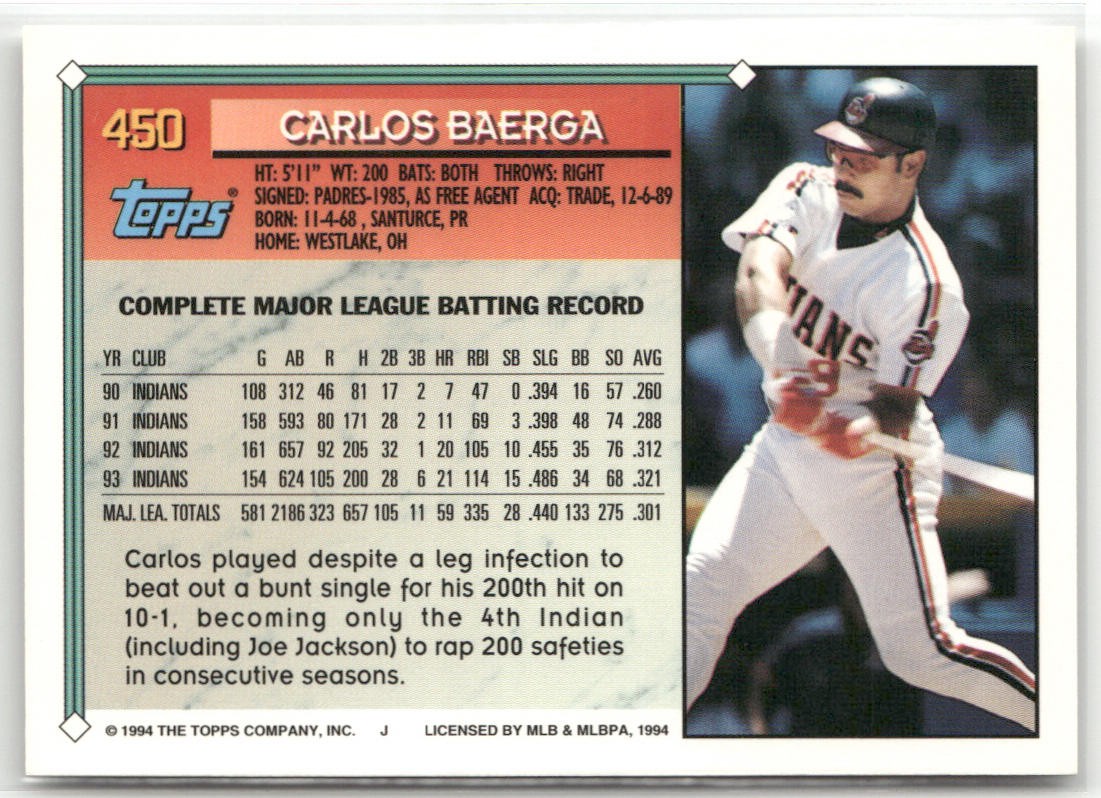 450
CARLOS BAERGA
topps®
HT: 5'11" WT: 200 BATS: BOTH THROWS: RIGHT
SIGNED: PADRES-1985, AS FREE AGENT ACQ: TRADE, 12-6-89
BORN: 11-4-68 , SANTURCE, PR
HOME: WESTLAKE, OH
COMPLETE MAJOR LEAGUE BATTING RECORD
YR CLUB G AB R H 2B 3B HR RBI SB SLG BB SO AVG
90 INDIANS 108 312 46 81 17 2 7 47 0 .394 16 57 .260
91 INDIANS 158 593 80 171 28 2 11 69 3 .398 48 74 .288
92 INDIANS 161 657 92 205 32 1 20 105 10 .455 35 76 .312
93 INDIANS 154 624 105 200 28 6 21 114 15 .486 34 68 .321
MAJ. LEA. TOTALS 581 2186 323 657 105 11 59 335 28 .440 133 275 .301
Carlos played despite a leg infection to
beat out a bunt single for his 200th hit on
10-1, becoming only the 4th Indian
(including Joe Jackson) to rap 200 safeties
in consecutive seasons.
© 1994 THE TOPPS COMPANY, INC. J LICENSED BY MLB & MLBPA, 1994
IANS
9